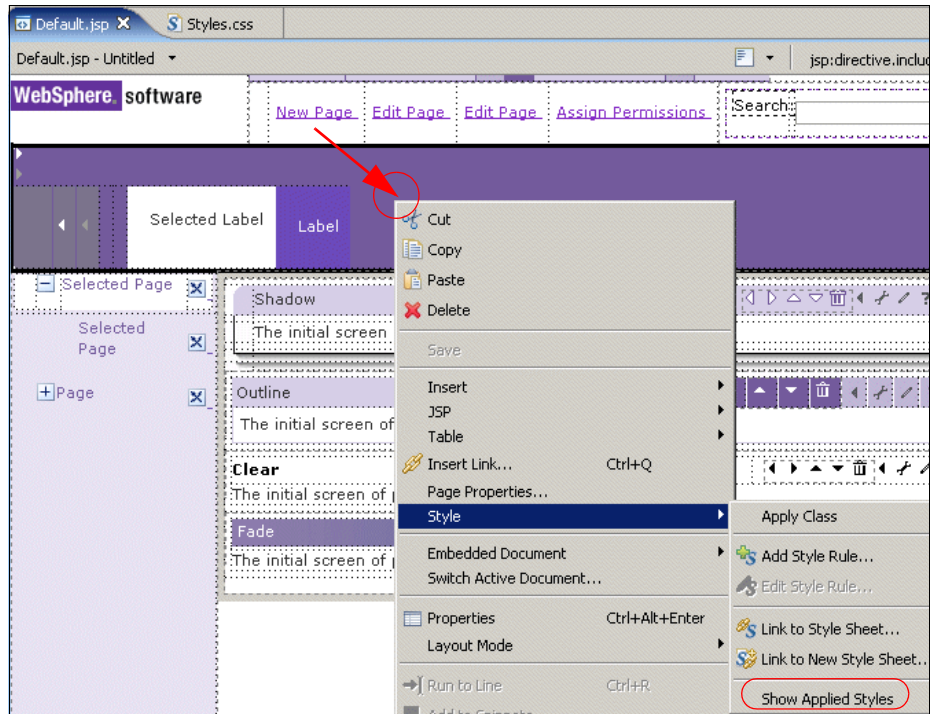 Default.jsp
Styles.css
Default.jsp - Untitled
jsp:directive.includ
WebSphere. software
New Page Edit Page Edit Page Assign Permissions
Search:
Selected Label
Label
Selected Page
Selected
Page
Page
Shadow
The initial screen
Outline
The initial screen of
Clear
The initial screen of p
Fade
The initial screen of p
Cut
Copy
Paste
Delete
Save
Insert
JSP
Table
Insert Link... Ctrl+Q
Page Properties...
Style
Embedded Document
Switch Active Document...
Properties Ctrl+Alt+Enter
Layout Mode
Run to Line Ctrl+R
Add to Snippets
Apply Class
Add Style Rule...
Edit Style Rule...
Link to Style Sheet...
Link to New Style Sheet..
Show Applied Styles